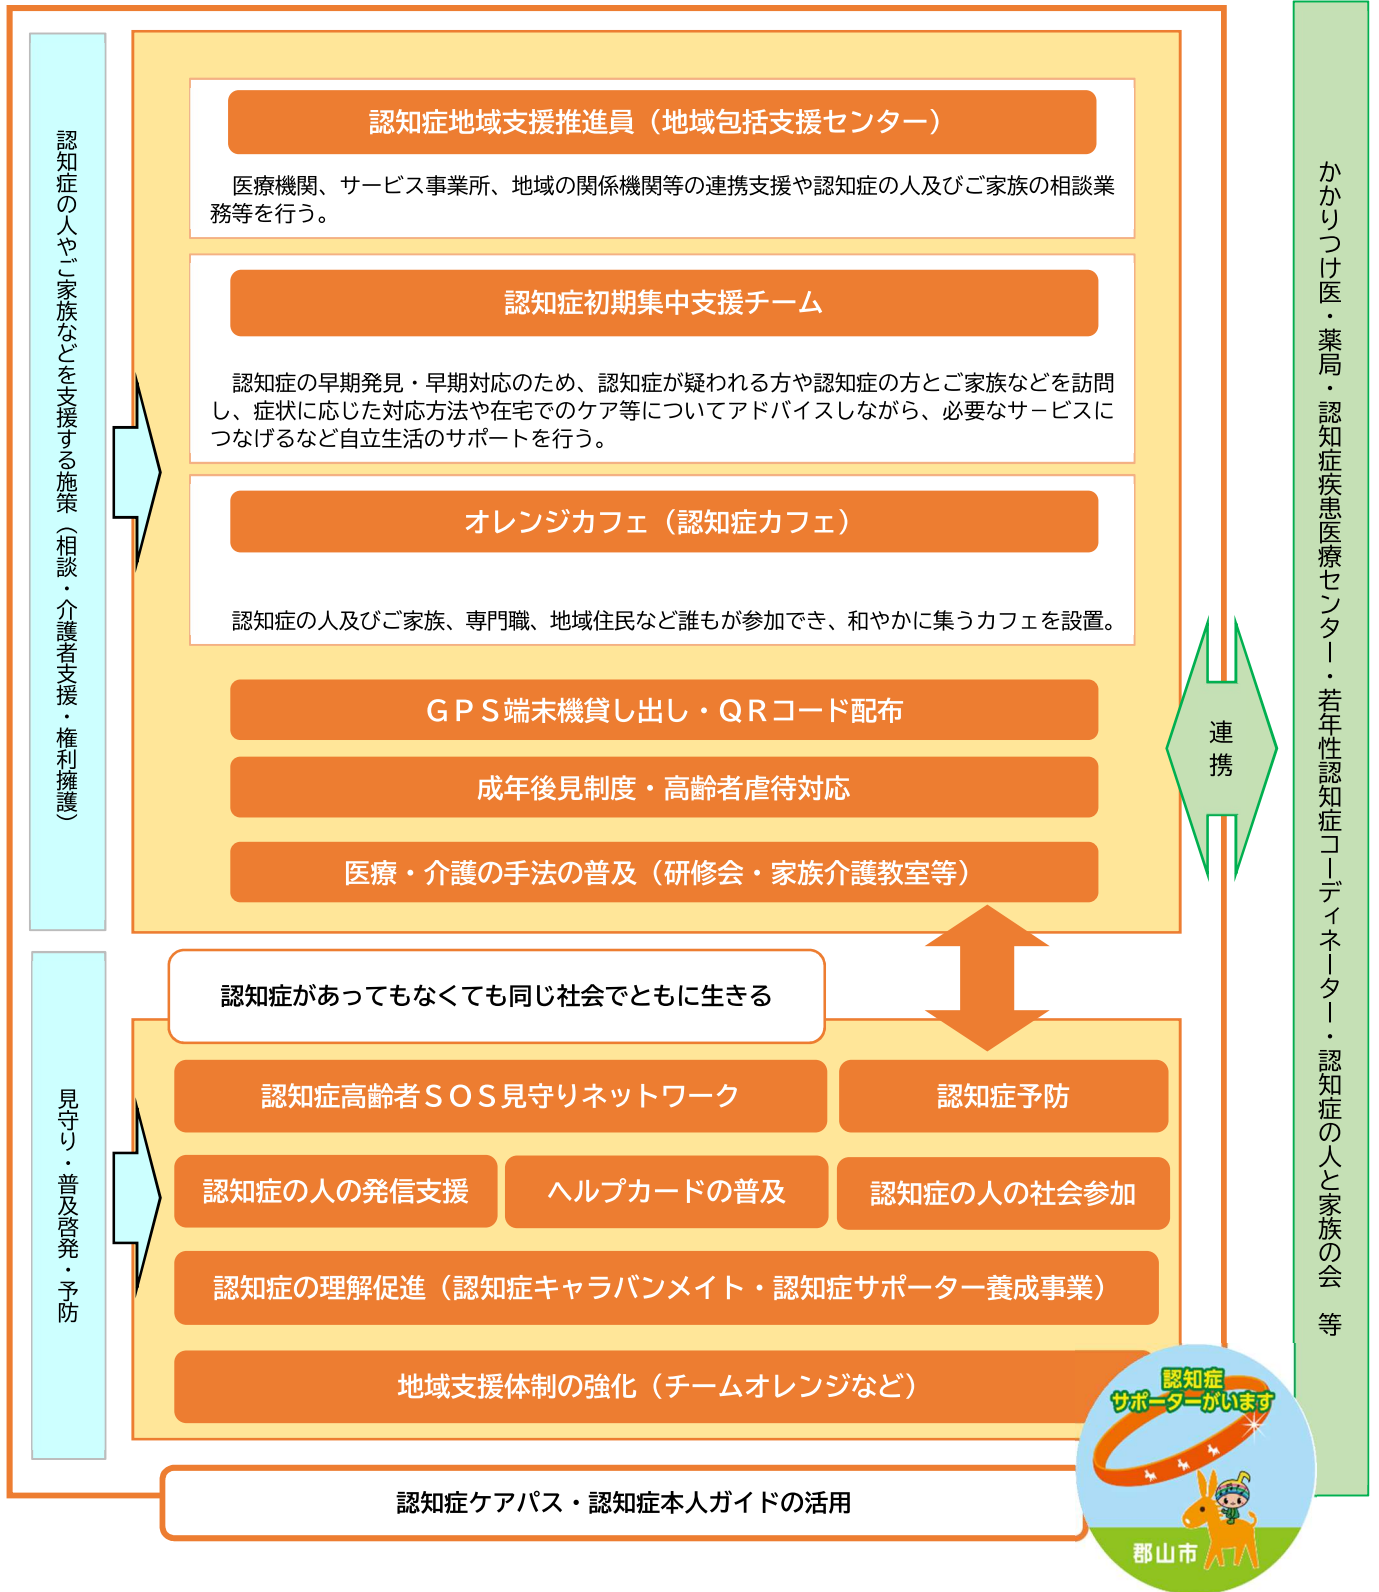 認知症の人やご家族などを支援する施策（相談・介護者支援・権利擁護）
認知症地域支援推進員（地域包括支援センター）
医療機関、サービス事業所、地域の関係機関等の連携支援や認知症の人及びご家族の相談業
務等を行う。
認知症初期集中支援チーム
認知症の早期発見・早期対応のため、認知症が疑われる方や認知症の方とご家族などを訪問
し、症状に応じた対応方法や在宅でのケア等についてアドバイスしながら、必要なサ－ビスに
つなげるなど自立生活のサポートを行う。
オレンジカフェ（認知症カフェ）
認知症の人及びご家族、専門職、地域住民など誰もが参加でき、和やかに集うカフェを設置。
ＧＰＳ端末機貸し出し・ＱＲコード配布
成年後見制度・高齢者虐待対応
医療・介護の手法の普及（研修会・家族介護教室等）
連携
かかりつけ医・薬局・認知症疾患医療センター・若年性認知症コーディネーター・認知症の人と家族の会　等
認知症があってもなくても同じ社会でともに生きる
見守り・普及啓発・予防
認知症高齢者ＳＯＳ見守りネットワーク
認知症予防
認知症の人の発信支援
ヘルプカードの普及
認知症の人の社会参加
認知症の理解促進（認知症キャラバンメイト・認知症サポーター養成事業）
地域支援体制の強化（チームオレンジなど）
認知症ケアパス・認知症本人ガイドの活用
認知症
サポーターがいます
郡山市